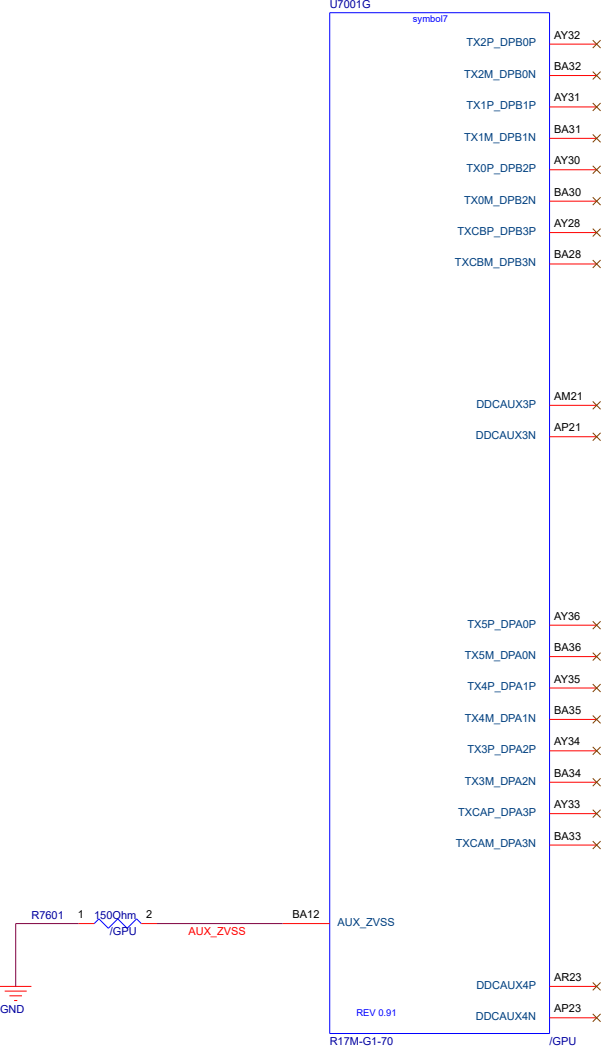 U7001G
symbol7
TX2P_DPB0P AY32
TX2M_DPB0N BA32
TX1P_DPB1P AY31
TX1M_DPB1N BA31
TX0P_DPB2P AY30
TX0M_DPB2N BA30
TXCBP_DPB3P AY28
TXCBM_DPB3N BA28
DDCAUX3P AM21
DDCAUX3N AP21
TX5P_DPA0P AY36
TX5M_DPA0N BA36
TX4P_DPA1P AY35
TX4M_DPA1N BA35
TX3P_DPA2P AY34
TX3M_DPA2N BA34
TXCAP_DPA3P AY33
TXCAM_DPA3N BA33
R7601 1 150Ohm 2 BA12 AUX_ZVSS
/GPU AUX_ZVSS
DDCAUX4P AR23
GND REV 0.91 DDCAUX4N AP23
R17M-G1-70 /GPU